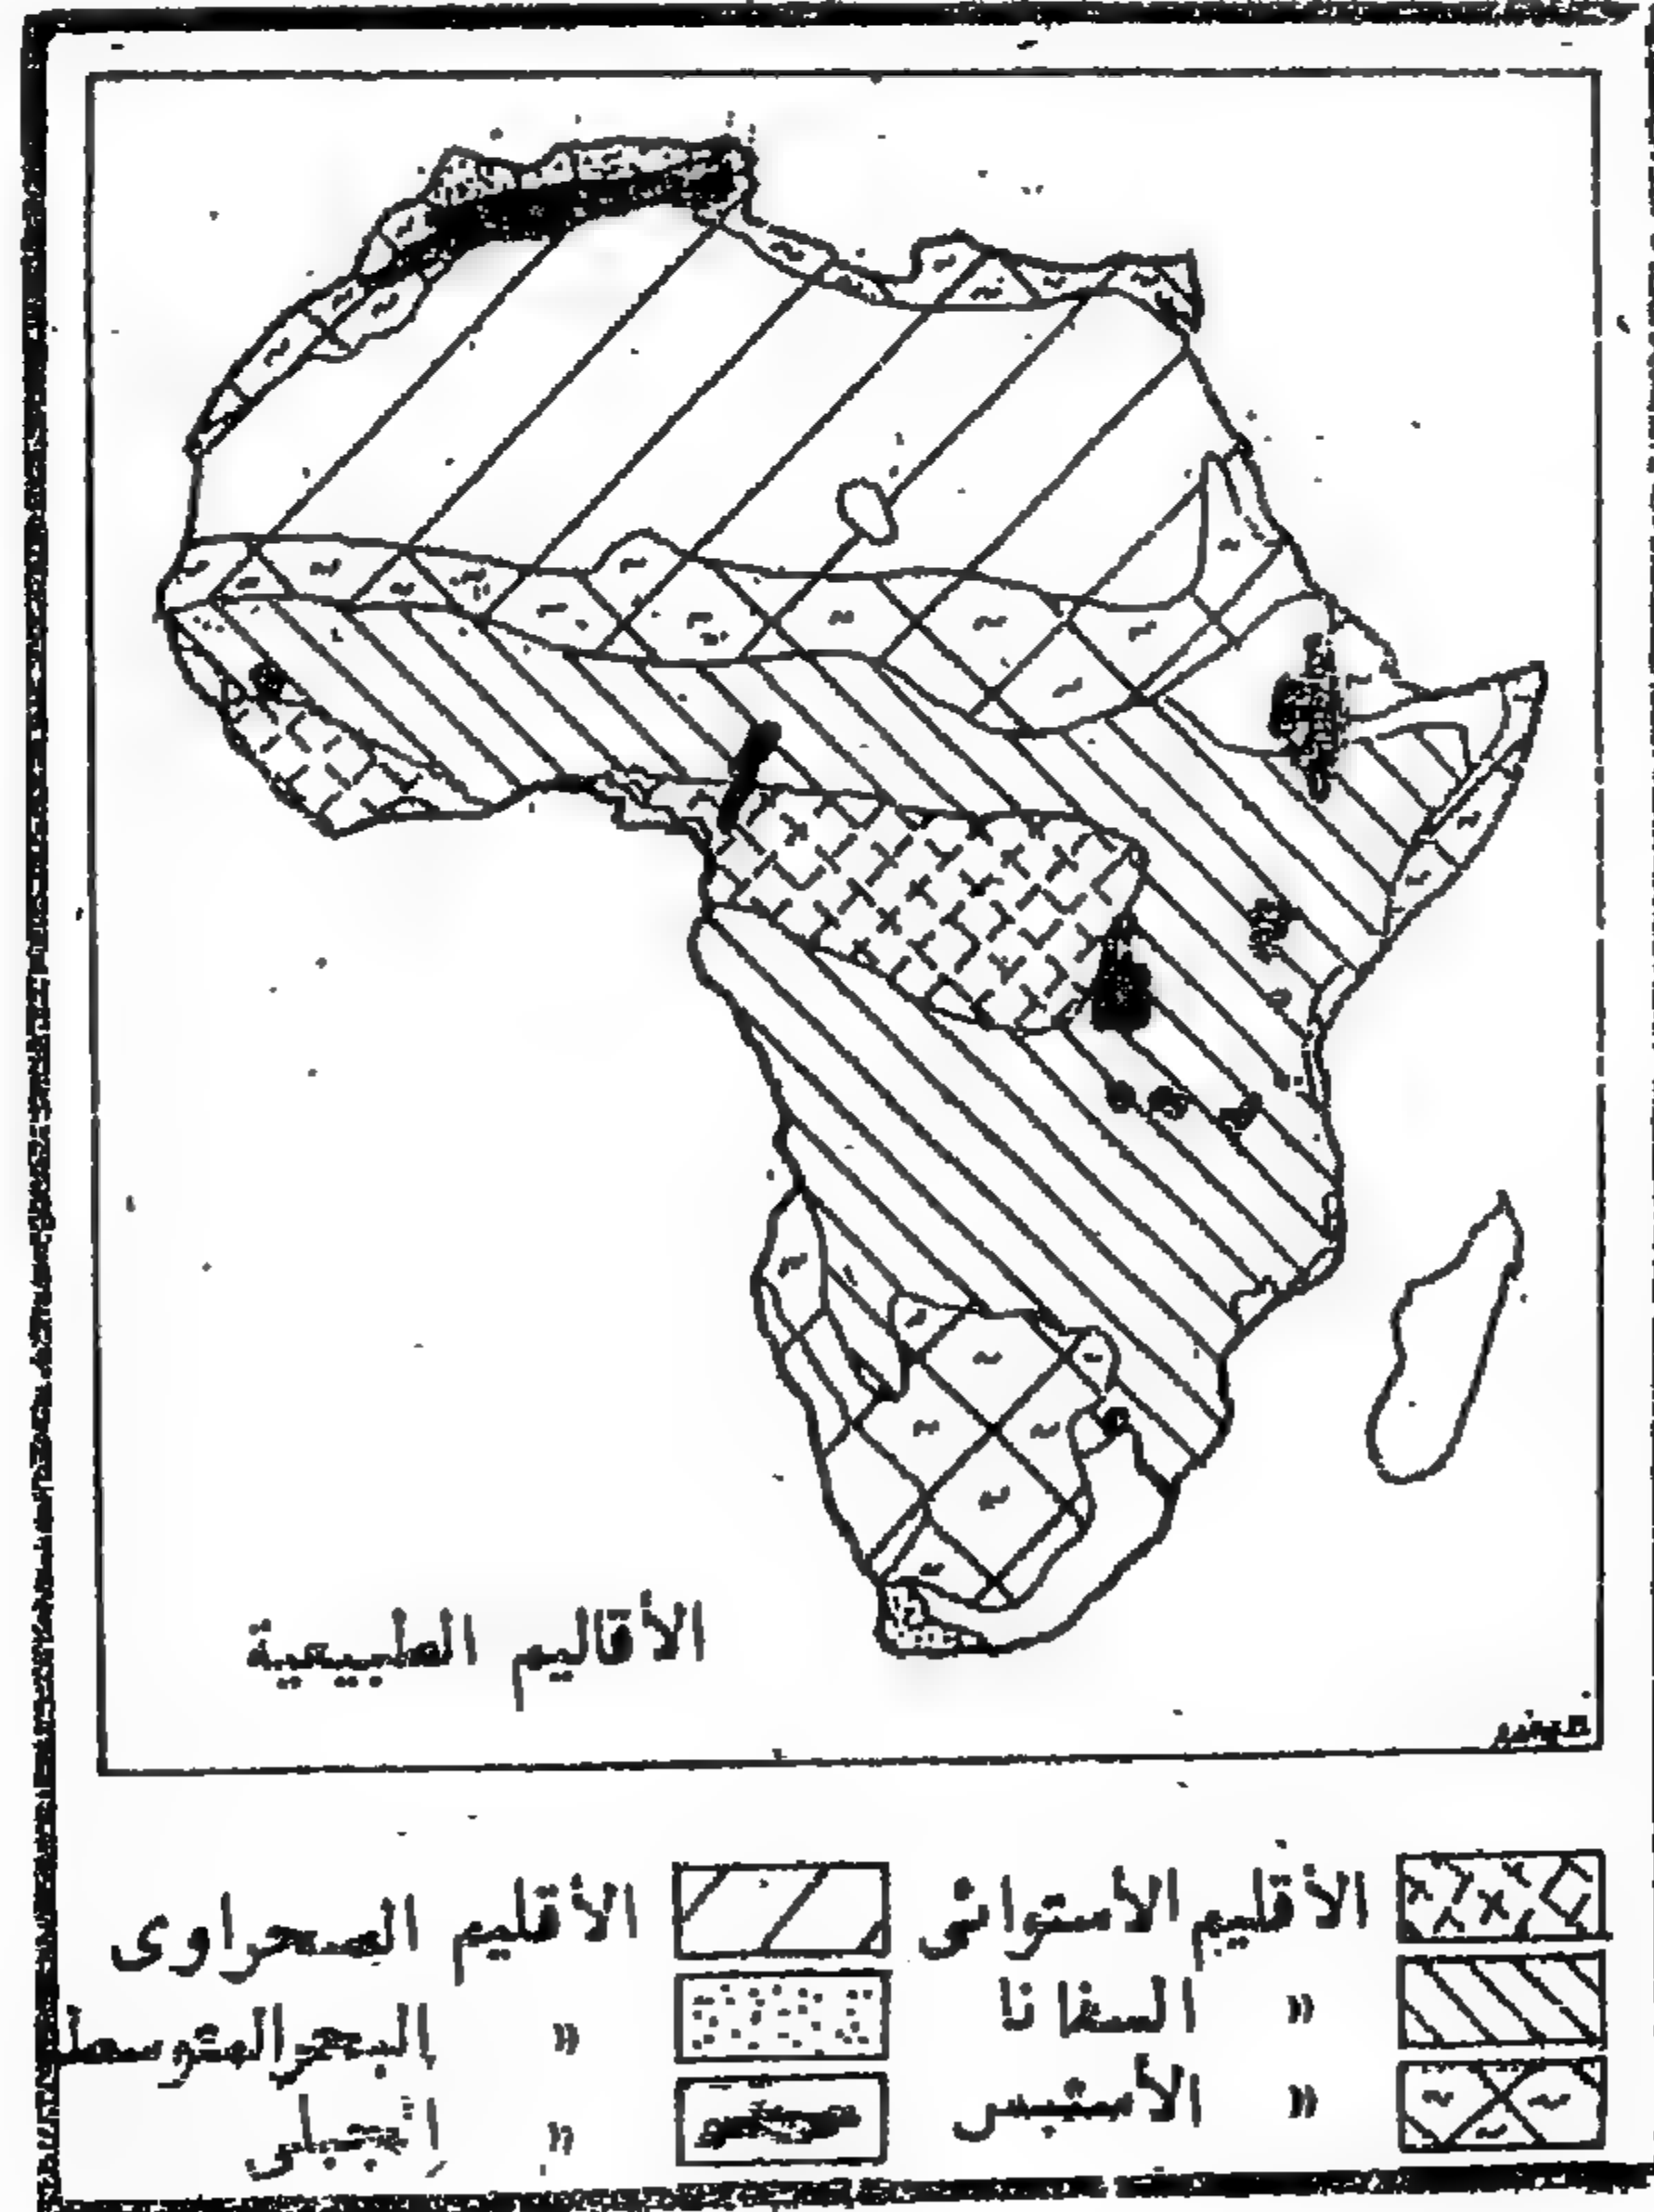 الأقاليم الطبيعية
الأقليم الأستوائى
» السفانا
» الأستبس
الأقليم الصحراوى
» البحر المتوسط
» الجبلى